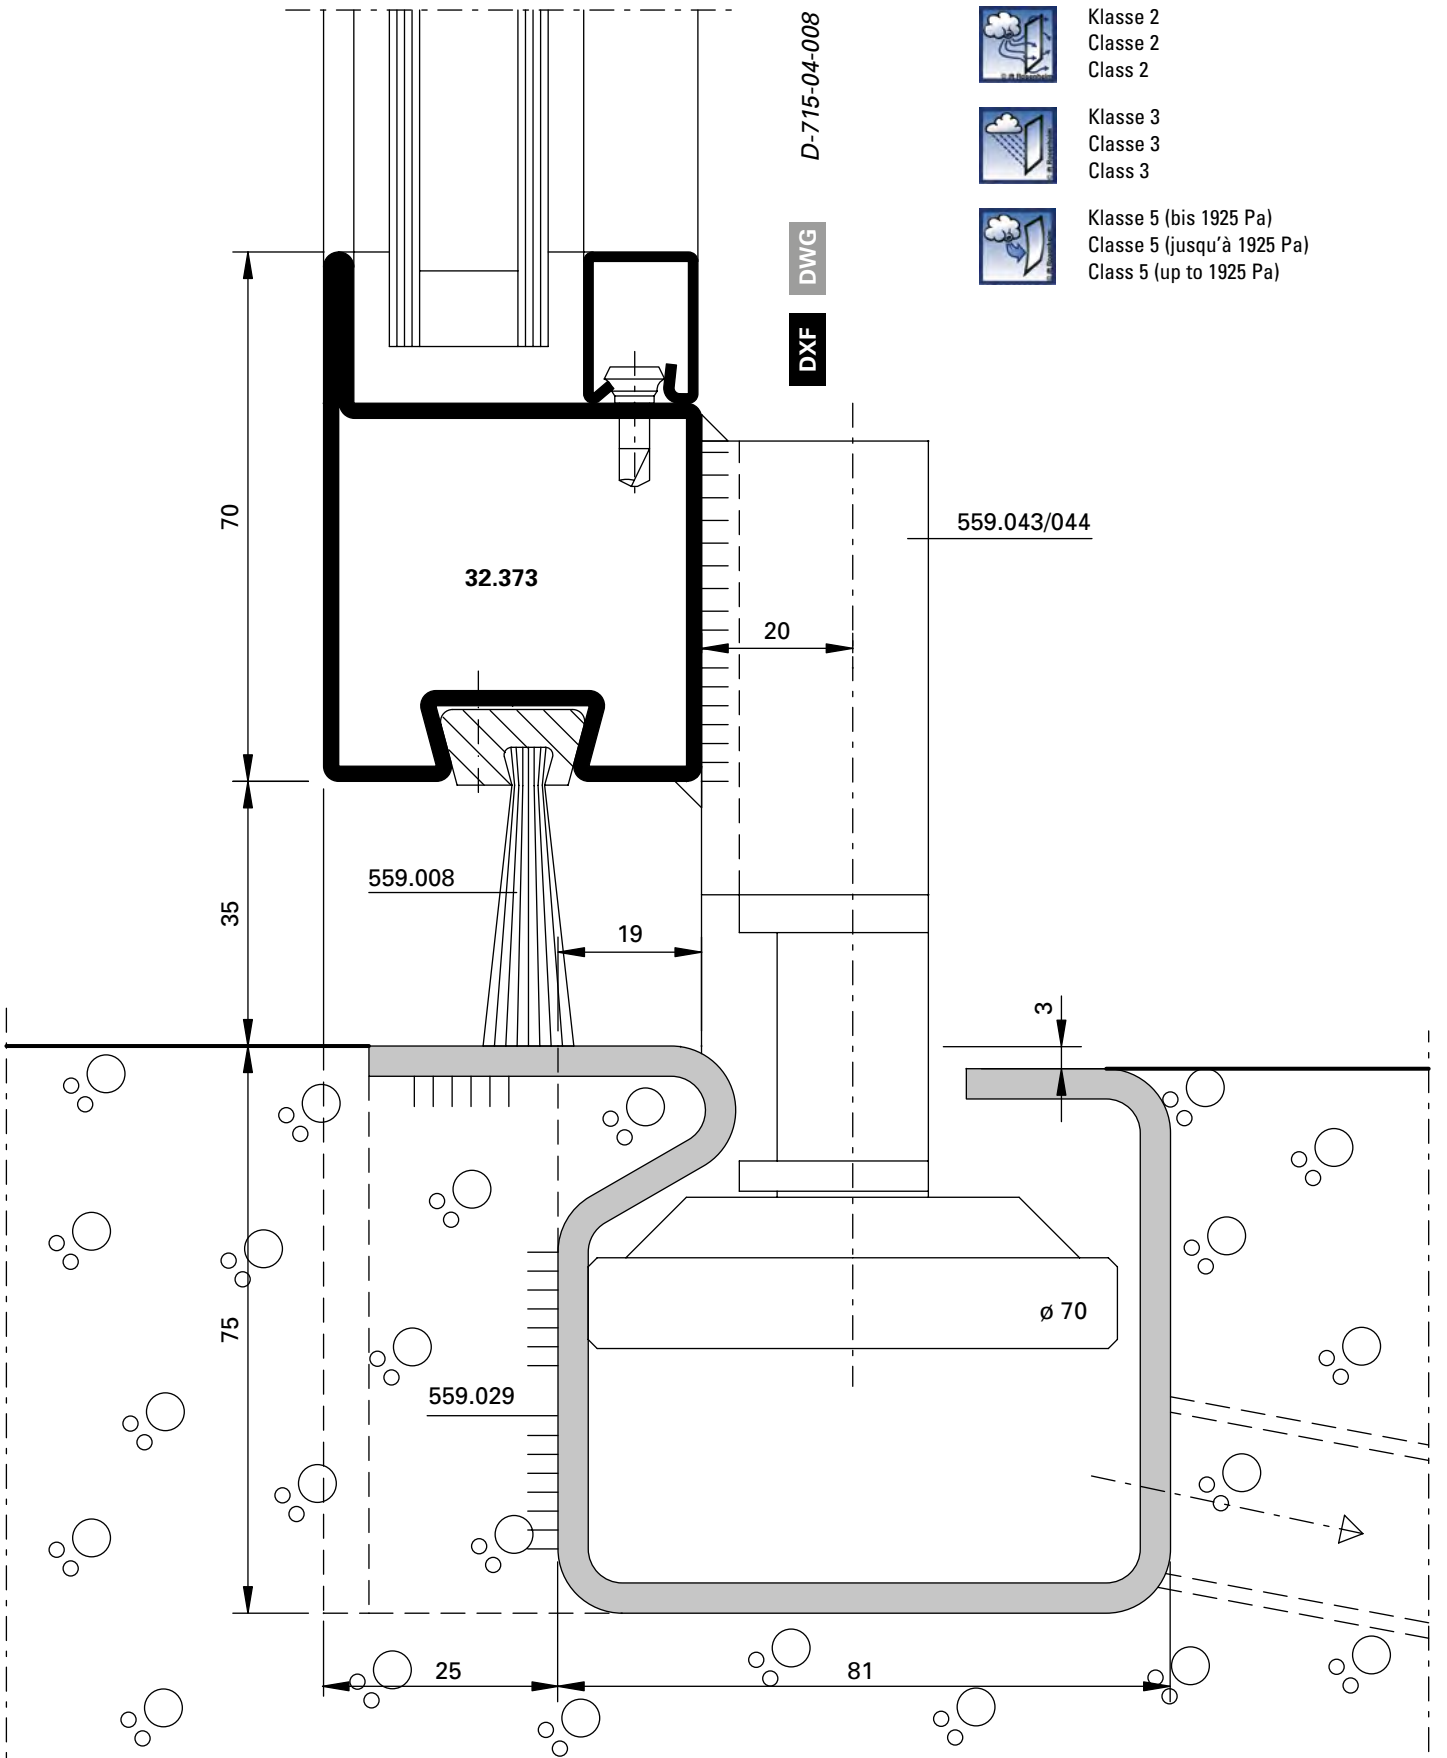 D-715-04-008
Klasse 2
Classe 2
Class 2
Klasse 3
Classe 3
Class 3
Klasse 5 (bis 1925 Pa)
Classe 5 (jusqu'à 1925 Pa)
Class 5 (up to 1925 Pa)
DWG
DXF
70
559.043/044
32.373
20
559.008
35
19
3
ø 70
75
559.029
25
81